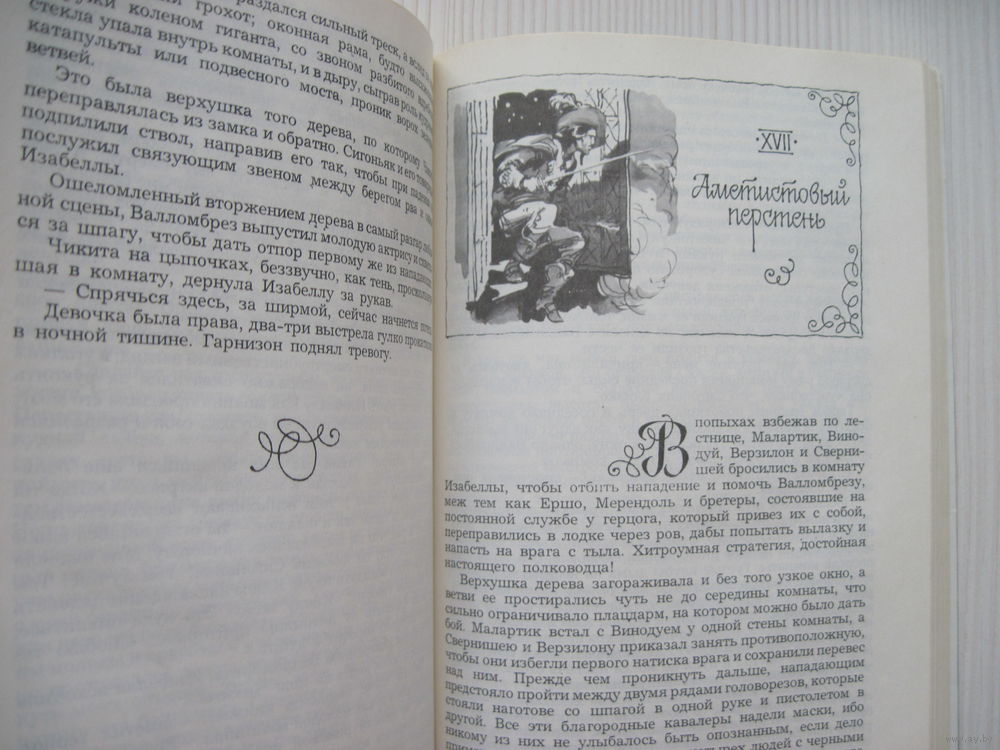 раздался сильный треск, а
грохот; оконная рама, будто
коленом гиганта, со звоном разбитого
стекла упала внутрь комнаты, и в дыру, сыграв роль
катапульты или подвесного моста, проник ворох
ветвей.
Это была верхушка того дерева, по которому
переправлялась из замка и обратно. Сигоньяк и его
подпилили ствол, направив его так, чтобы при падении
послужил связующим звеном между берегом рва и
Изабеллы.
Ошеломленный вторжением дерева в самый разгар
ной сцены, Валломбрез выпустил молодую актрису и
ся за шпагу, чтобы дать отпор первому же из нападающих
Чикита на цыпочках, беззвучно, как тень,
шая в комнату, дернула Изабеллу за рукав.
— Спрячься здесь, за ширмой, сейчас начнется
Девочка была права, два-три выстрела гулко
в ночной тишине. Гарнизон поднял тревогу.
XVII
Аметистовый
перстень
В попыхах взбежав по ле-
стнице, Малартик, Вино-
дуй, Верзилон и Сверни-
шей бросились в комнату
Изабеллы, чтобы отбить нападение и помочь Валломбрезу,
меж тем как Ершо, Мерендоль и бретеры, состоявшие на
постоянной службе у герцога, который привез их с собой,
переправились в лодке через ров, дабы попытать вылазку и
напасть на врага с тыла. Хитроумная стратегия, достойная
настоящего полководца!
Верхушка дерева загораживала и без того узкое окно, а
ветви ее простирались чуть не до середины комнаты, что
сильно ограничивало плацдарм, на котором можно было дать
бой. Малартик встал с Винодуем у одной стены комнаты, а
Свернишею и Верзилону приказал занять противоположную,
чтобы они избегли первого натиска врага и сохранили перевес
над ним. Прежде чем проникнуть дальше, нападающим
предстояло пройти между двумя рядами головорезов, которые
стояли наготове со шпагой в одной руке и пистолетом в
другой. Все эти благородные кавалеры надели маски, ибо
никому из них не улыбалось быть опознанным, если дело
четырех людей с черными
www.ay.by